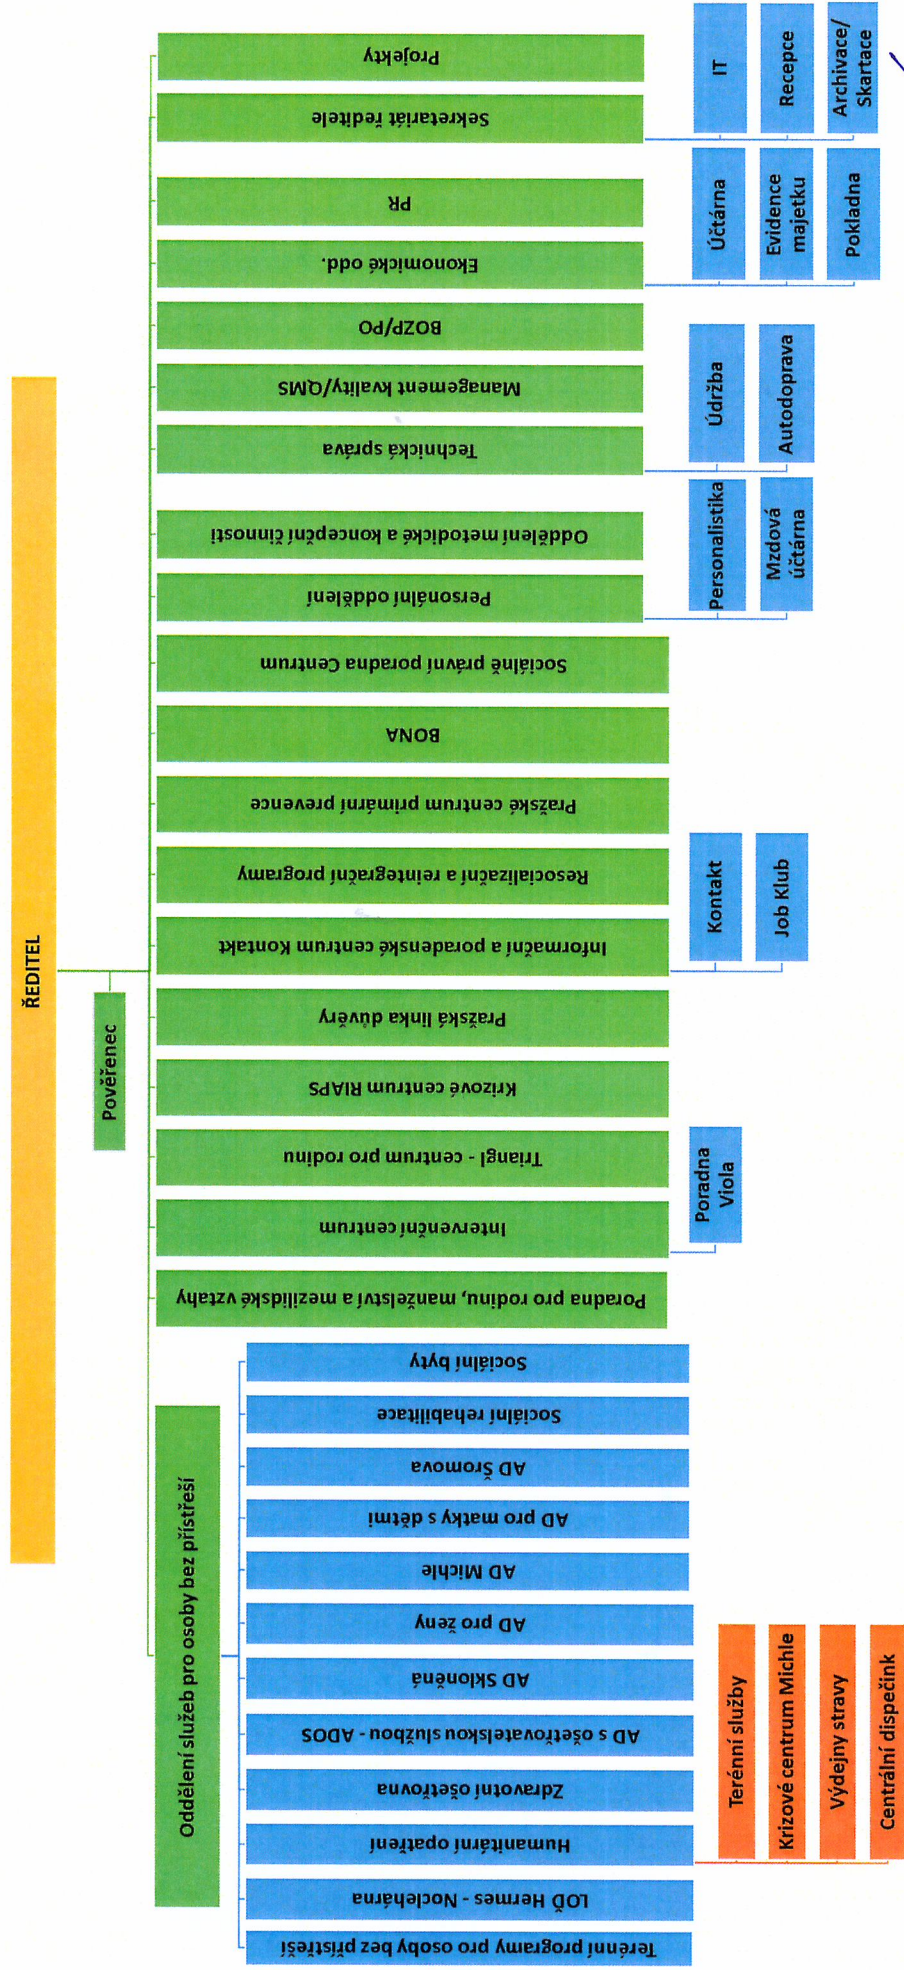 ŘEDITEL
Pověřenec
Oddělení služeb pro osoby bez přístřeší
Terénní programy pro osoby bez přístřeší
LOĎ Hermes - Noclehárna
Humanitární opatření
Zdravotní ošetřovna
AD s ošetřovatelskou službou - ADOS
AD Skloněná
AD pro ženy
AD Michle
AD pro matky s dětmi
AD Šromova
Sociální rehabilitace
Sociální byty
Terénní služby
Krizové centrum Michle
Výdejny stravy
Centrální dispečink
Poradna pro rodinu, manželství a mezilidské vztahy
Intervenční centrum
Poradna
Viola
Triangl - centrum pro rodinu
Krizové centrum RIAPS
Pražská linka důvěry
Informační a poradenské centrum Kontakt
Kontakt
Job Klub
Resocializační a reintegrační programy
Pražské centrum primární prevence
BONA
Sociálně právní poradna Centrum
Personální oddělení
Personalistika
Mzdová
účtárna
Oddělení metodické a koncepční činnosti
Technická správa
Údržba
Autodoprava
Management kvality/QMS
BOZP/PO
Ekonomické odd.
Účtárna
Evidence
majetku
Pokladna
PR
Sekretariát ředitele
IT
Recepce
Archivace/
Skartace
Projekty